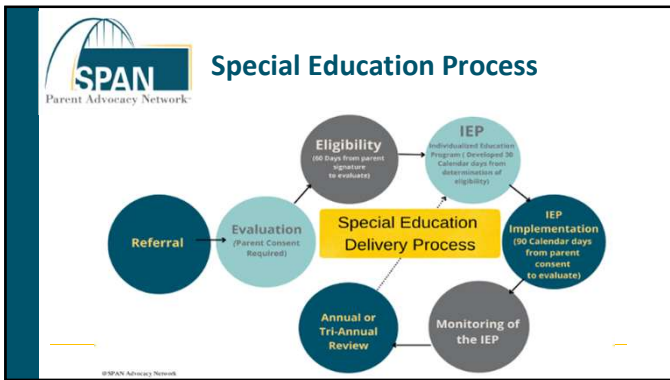 SPAN
Parent Advocacy Network
Special Education Process
Referral
Evaluation
(Parent Consent
Required)
Eligibility
(60 Days from parent
signature
to evaluate)
IEP
Individualized Education
Program ( Developed 30
Calendar days from
determination of
eligibility)
IEP
Implementation
(90 Calendar days
from parent
consent
to evaluate)
Special Education
Delivery Process
Monitoring of
the IEP
Annual or
Tri-Annual
Review
@SPAN Advocacy Network